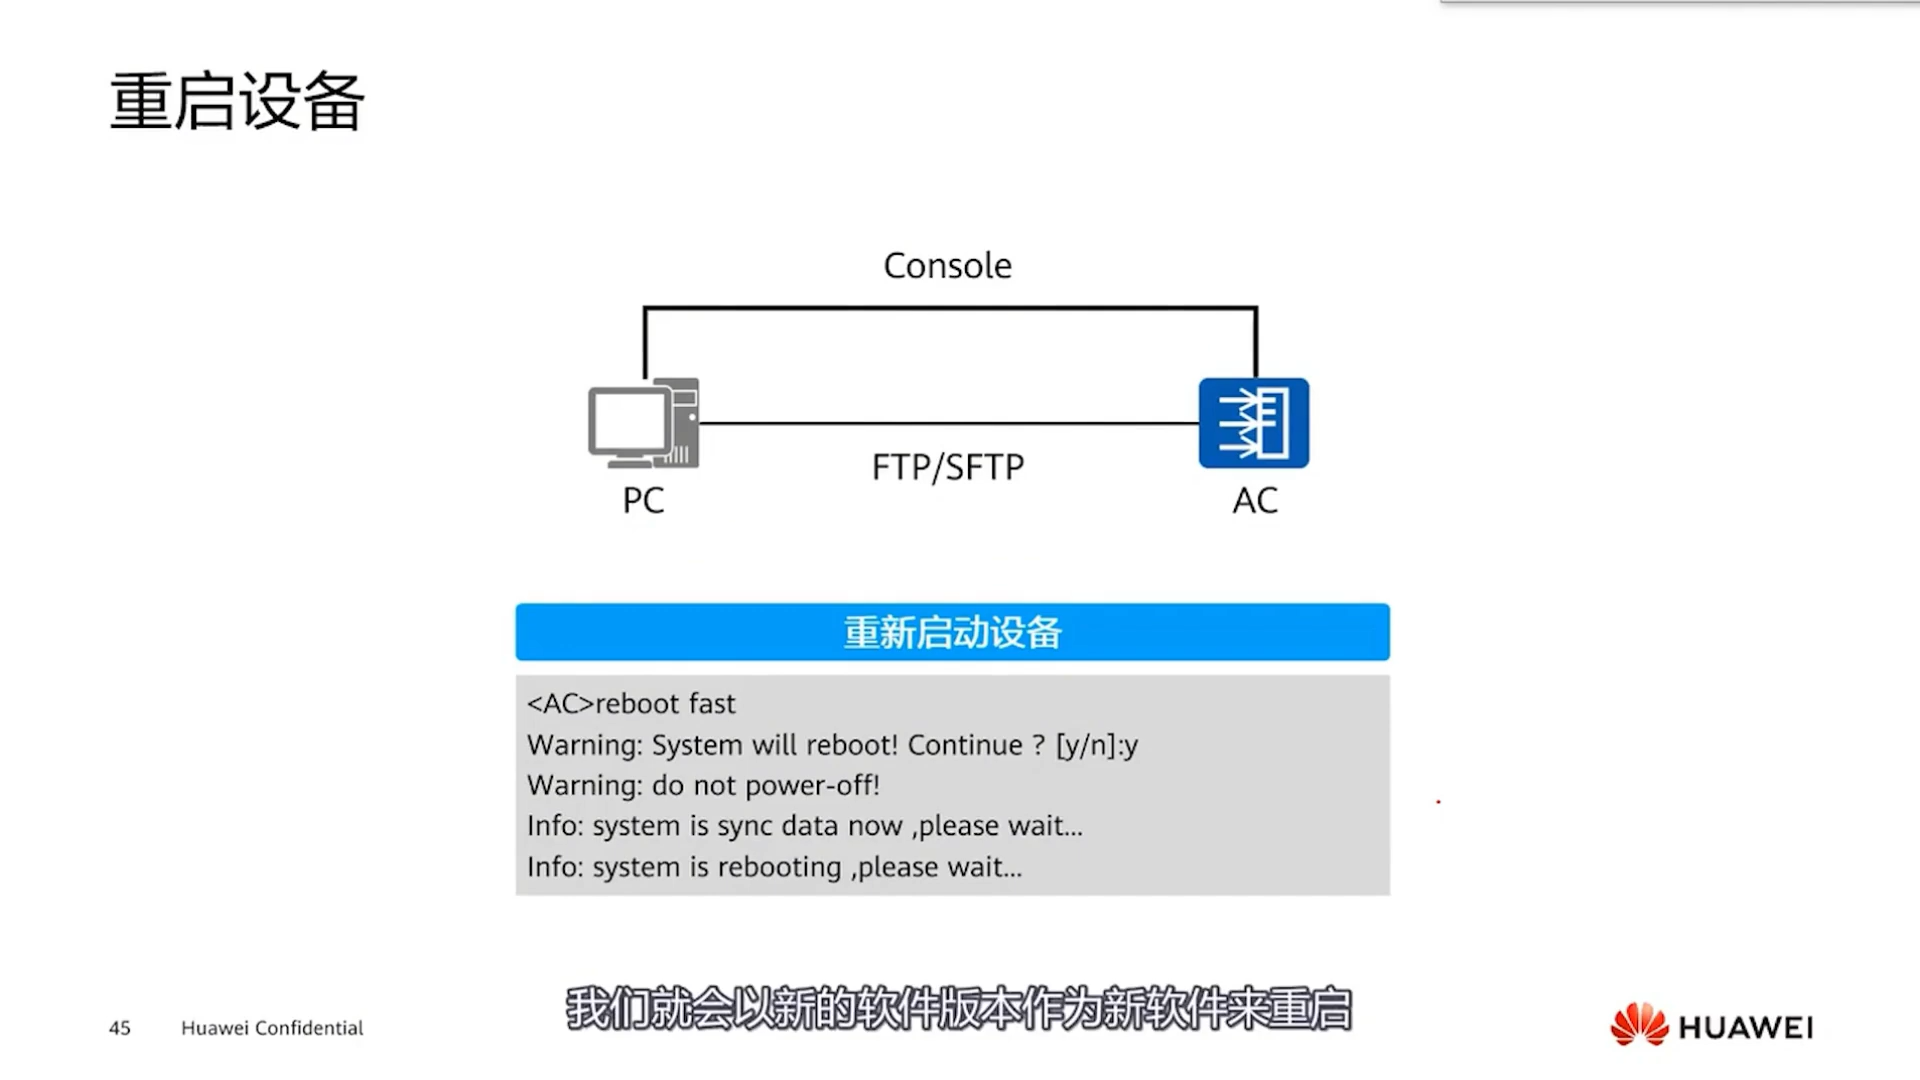 重启设备
Console
FTP/SFTP
PC
AC
重新启动设备
<AC>reboot fast
Warning: System will reboot! Continue ? [y/n]:y
Warning: do not power-off!
Info: system is sync data now ,please wait...
Info: system is rebooting ,please wait...
我们就会以新的软件版本作为新软件来重启
45
Huawei Confidential
HUAWEI